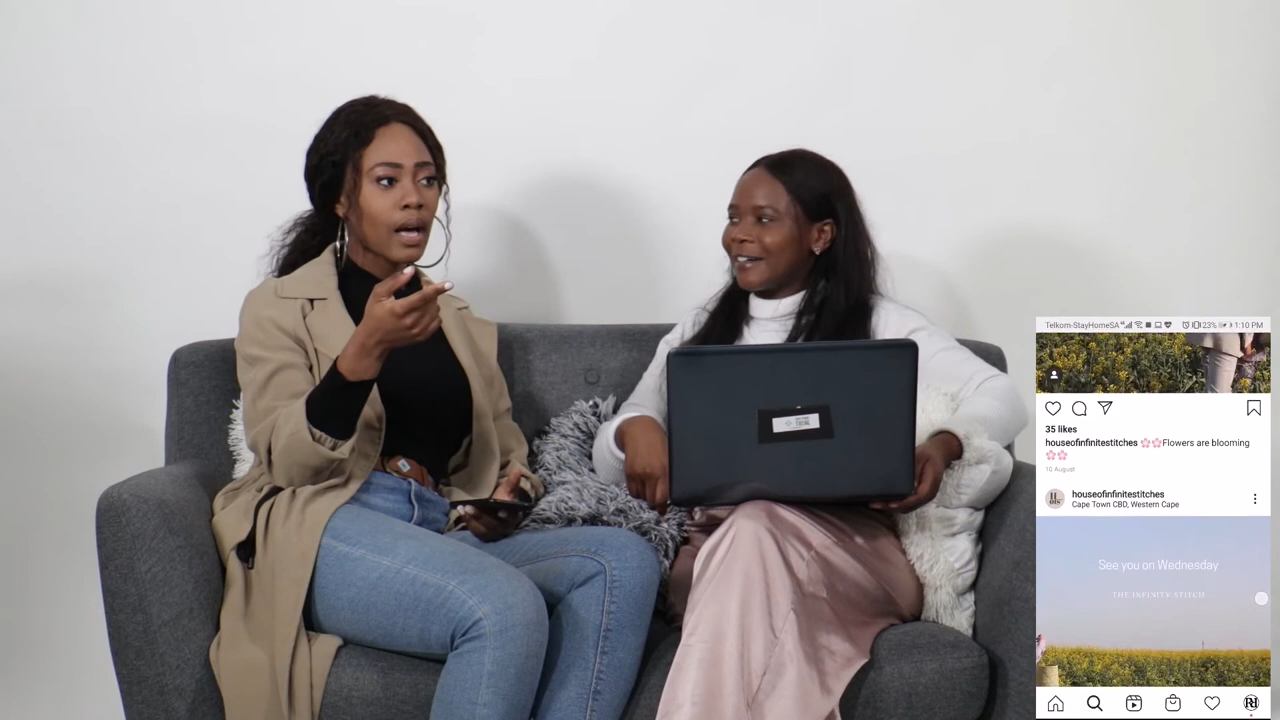 Telkom-StayHomeSA
23%
1:10 PM
35 likes
houseofinfinitestitches 🌸🌸Flowers are blooming
🌸🌸
16 August
houseofinfinitestitches
Cape Town CBD, Western Cape
See you on Wednesday
THE INFINITY STITCH